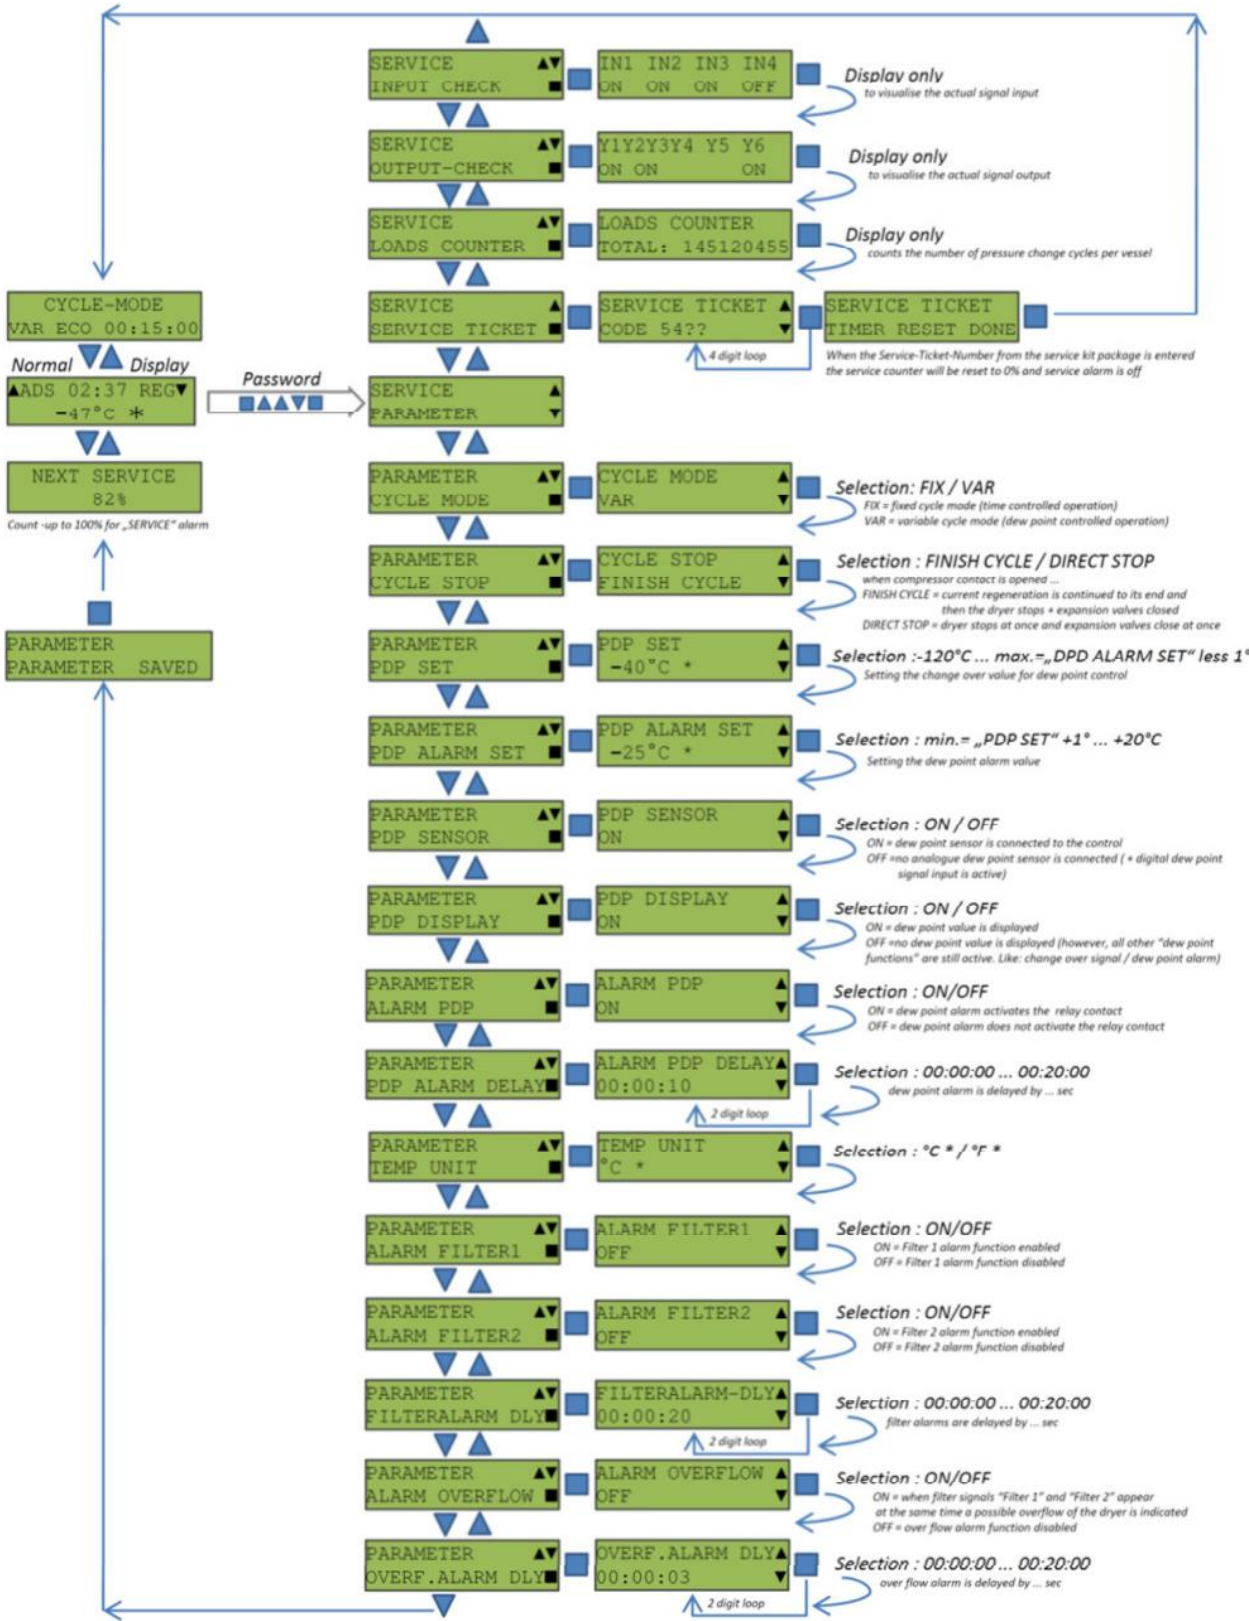 SERVICE ▲▼
INPUT CHECK ■
IN1 IN2 IN3 IN4
ON ON ON OFF
Display only
to visualise the actual signal input
SERVICE ▲▼
OUTPUT-CHECK ■
Y1Y2Y3Y4 Y5 Y6
ON ON ON
Display only
to visualise the actual signal output
SERVICE ▲▼
LOADS COUNTER ■
LOADS COUNTER
TOTAL: 145120455
Display only
counts the number of pressure change cycles per vessel
CYCLE-MODE
VAR ECO 00:15:00
SERVICE ▲
SERVICE TICKET ■
SERVICE TICKET ▲
CODE 54?? ▼
SERVICE TICKET
TIMER RESET DONE
4 digit loop
When the Service-Ticket-Number from the service kit package is entered
the service counter will be reset to 0% and service alarm is off
Normal Display
▲ADS 02:37 REG▼
-47°C *
Password
SERVICE ▲
PARAMETER ▼
NEXT SERVICE
82%
Count -up to 100% for „SERVICE“ alarm
PARAMETER ▲▼
CYCLE MODE ■
CYCLE MODE ▲
VAR ▼
Selection: FIX / VAR
FIX = fixed cycle mode (time controlled operation)
VAR = variable cycle mode (dew point controlled operation)
PARAMETER ▲▼
CYCLE STOP ■
CYCLE STOP ▲
FINISH CYCLE ▼
Selection : FINISH CYCLE / DIRECT STOP
when compressor contact is opened ...
FINISH CYCLE = current regeneration is continued to its end and
then the dryer stops + expansion valves closed
DIRECT STOP = dryer stops at once and expansion valves close at once
PARAMETER
PARAMETER SAVED
PARAMETER ▲▼
PDP SET ■
PDP SET ▲
-40°C * ▼
Selection :-120°C ... max.=„DPD ALARM SET“ less 1°
Setting the change over value for dew point control
PARAMETER ▲▼
PDP ALARM SET ■
PDP ALARM SET ▲
-25°C * ▼
Selection : min.= „PDP SET“ +1° ... +20°C
Setting the dew point alarm value
PARAMETER ▲▼
PDP SENSOR ■
PDP SENSOR ▲
ON ▼
Selection : ON / OFF
ON = dew point sensor is connected to the control
OFF =no analogue dew point sensor is connected ( + digital dew point
signal input is active)
PARAMETER ▲▼
PDP DISPLAY ■
PDP DISPLAY ▲
ON ▼
Selection : ON / OFF
ON = dew point value is displayed
OFF =no dew point value is displayed (however, all other "dew point
functions" are still active. Like: change over signal / dew point alarm)
PARAMETER ▲▼
ALARM PDP ■
ALARM PDP ▲
ON ▼
Selection : ON/OFF
ON = dew point alarm activates the relay contact
OFF = dew point alarm does not activate the relay contact
PARAMETER ▲▼
PDP ALARM DELAY■
ALARM PDP DELAY▲
00:00:10 ▼
Selection : 00:00:00 ... 00:20:00
dew point alarm is delayed by ... sec
2 digit loop
PARAMETER ▲▼
TEMP UNIT ■
TEMP UNIT ▲
°C * ▼
Selection : °C * / °F *
PARAMETER ▲▼
ALARM FILTER1 ■
ALARM FILTER1 ▲
OFF ▼
Selection : ON/OFF
ON = Filter 1 alarm function enabled
OFF = Filter 1 alarm function disabled
PARAMETER ▲▼
ALARM FILTER2 ■
ALARM FILTER2 ▲
OFF ▼
Selection : ON/OFF
ON = Filter 2 alarm function enabled
OFF = Filter 2 alarm function disabled
PARAMETER ▲▼
FILTERALARM DLY■
FILTERALARM-DLY▲
00:00:20 ▼
Selection : 00:00:00 ... 00:20:00
filter alarms are delayed by ... sec
2 digit loop
PARAMETER ▲▼
ALARM OVERFLOW ■
ALARM OVERFLOW ▲
OFF ▼
Selection : ON/OFF
ON = when filter signals "Filter 1" and "Filter 2" appear
at the same time a possible overflow of the dryer is indicated
OFF = over flow alarm function disabled
PARAMETER ▲▼
OVERF.ALARM DLY■
OVERF.ALARM DLY▲
00:00:03 ▼
Selection : 00:00:00 ... 00:20:00
over flow alarm is delayed by ... sec
2 digit loop